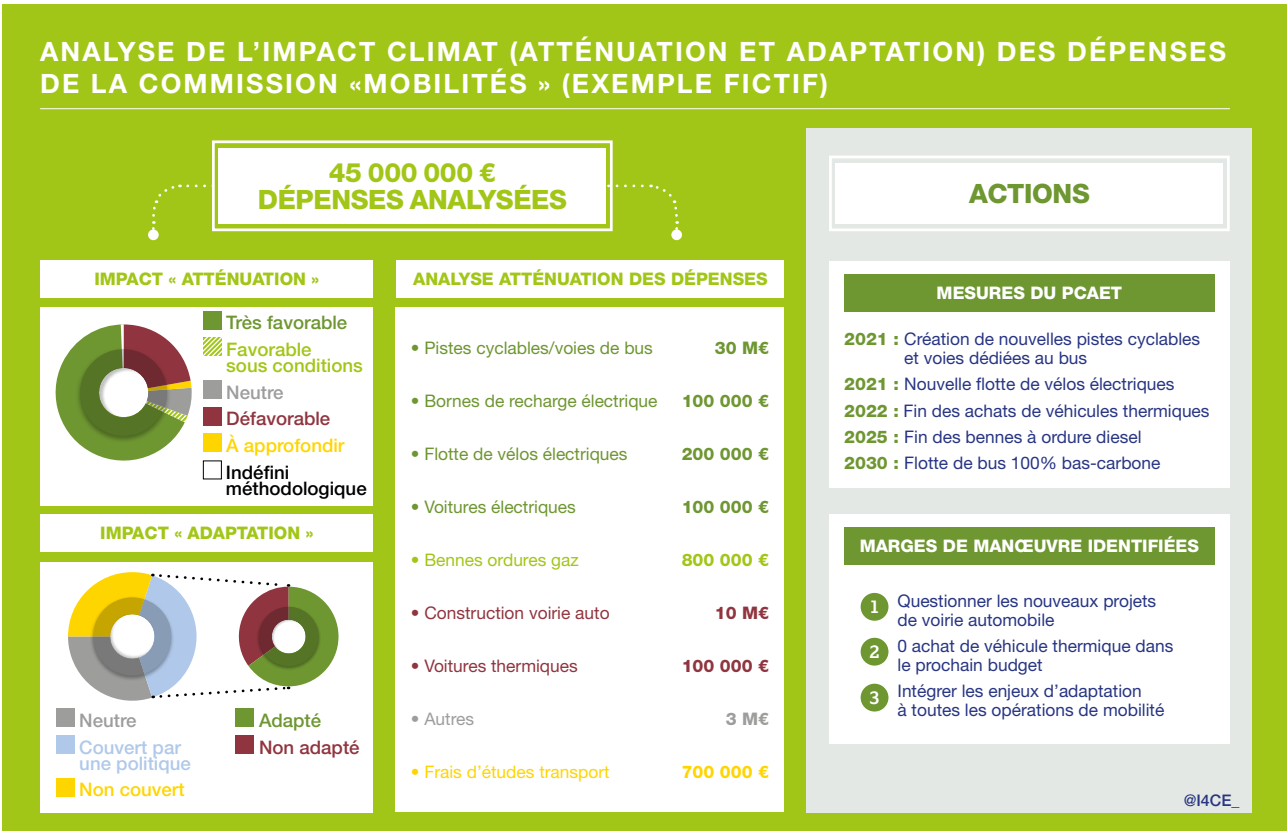 ANALYSE DE L'IMPACT CLIMAT (ATTÉNUATION ET ADAPTATION) DES DÉPENSES
DE LA COMMISSION «MOBILITÉS » (EXEMPLE FICTIF)
45 000 000 €
DÉPENSES ANALYSÉES
IMPACT « ATTÉNUATION »
Très favorable
Favorable
sous conditions
Neutre
Défavorable
À approfondir
Indéfini
méthodologique
IMPACT « ADAPTATION »
Neutre
Couvert par
une politique
Non couvert
Adapté
Non adapté
ANALYSE ATTÉNUATION DES DÉPENSES
• Pistes cyclables/voies de bus 30 M€
• Bornes de recharge électrique 100 000 €
• Flotte de vélos électriques 200 000 €
• Voitures électriques 100 000 €
• Bennes ordures gaz 800 000 €
• Construction voirie auto 10 M€
• Voitures thermiques 100 000 €
• Autres 3 M€
• Frais d'études transport 700 000 €
ACTIONS
MESURES DU PCAET
2021 : Création de nouvelles pistes cyclables
et voies dédiées au bus
2021 : Nouvelle flotte de vélos électriques
2022 : Fin des achats de véhicules thermiques
2025 : Fin des bennes à ordure diesel
2030 : Flotte de bus 100% bas-carbone
MARGES DE MANŒUVRE IDENTIFIÉES
1 Questionner les nouveaux projets
de voirie automobile
2 0 achat de véhicule thermique dans
le prochain budget
3 Intégrer les enjeux d'adaptation
à toutes les opérations de mobilité
@I4CE_